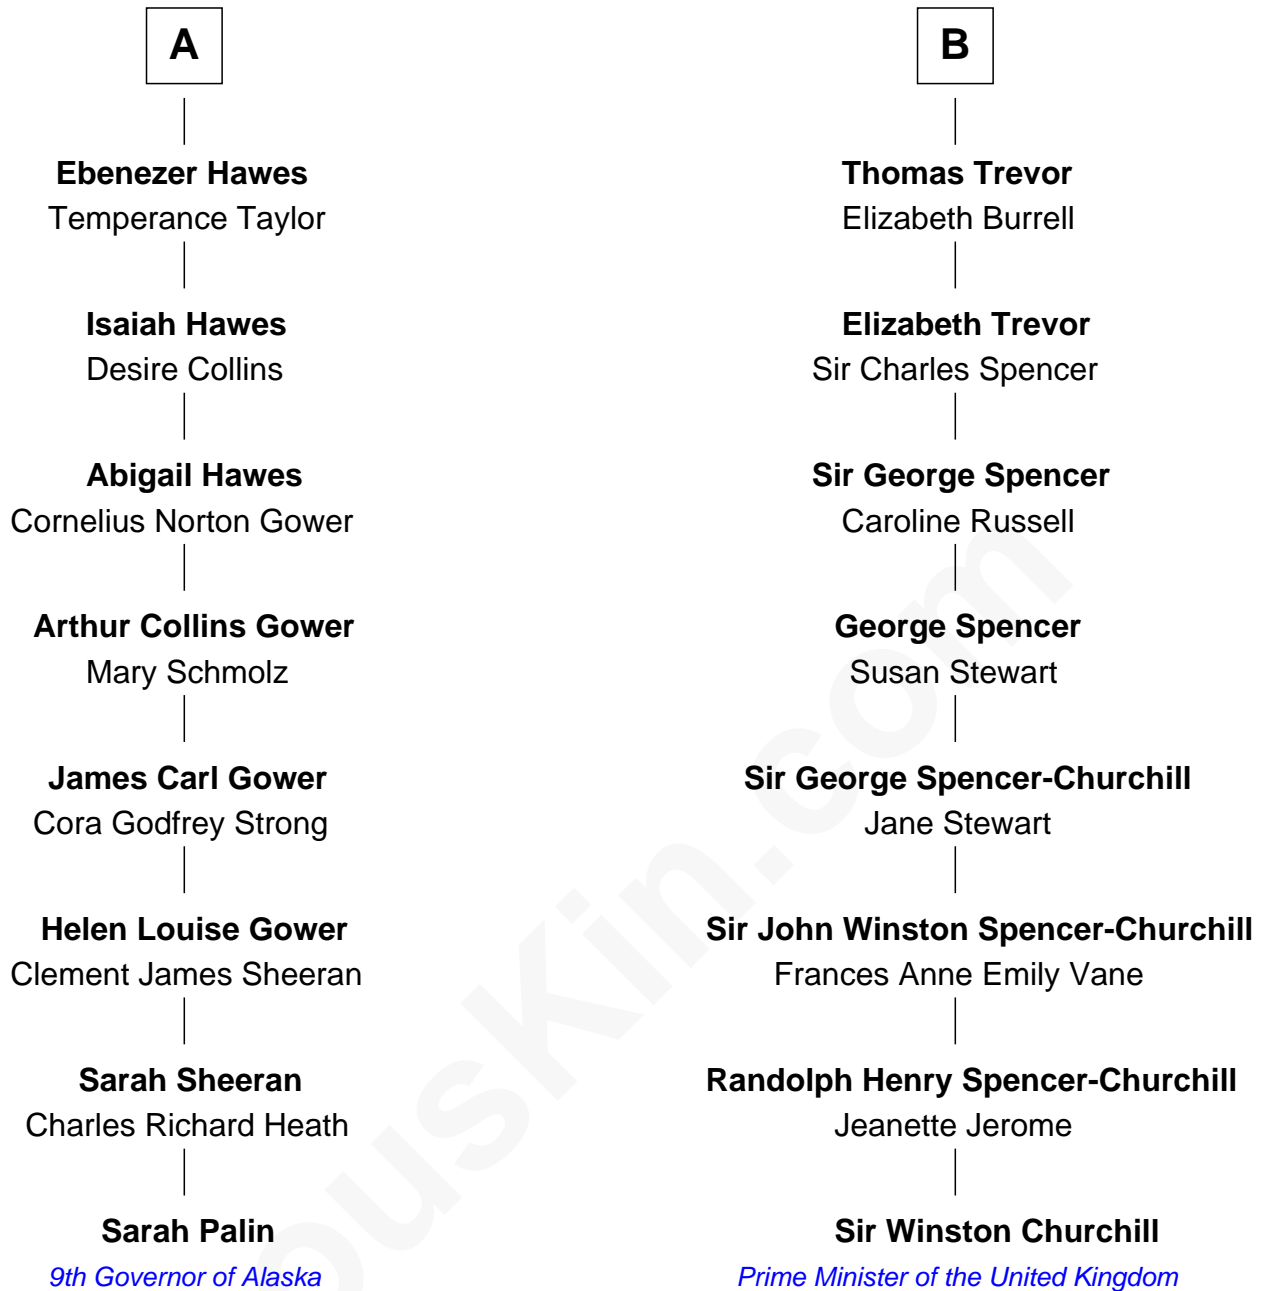 A
Ebenezer Hawes
Temperance Taylor
Isaiah Hawes
Desire Collins
Abigail Hawes
Cornelius Norton Gower
Arthur Collins Gower
Mary Schmolz
James Carl Gower
Cora Godfrey Strong
Helen Louise Gower
Clement James Sheeran
Sarah Sheeran
Charles Richard Heath
Sarah Palin
9th Governor of Alaska
B
Thomas Trevor
Elizabeth Burrell
Elizabeth Trevor
Sir Charles Spencer
Sir George Spencer
Caroline Russell
George Spencer
Susan Stewart
Sir George Spencer-Churchill
Jane Stewart
Sir John Winston Spencer-Churchill
Frances Anne Emily Vane
Randolph Henry Spencer-Churchill
Jeanette Jerome
Sir Winston Churchill
Prime Minister of the United Kingdom
ousKin.com